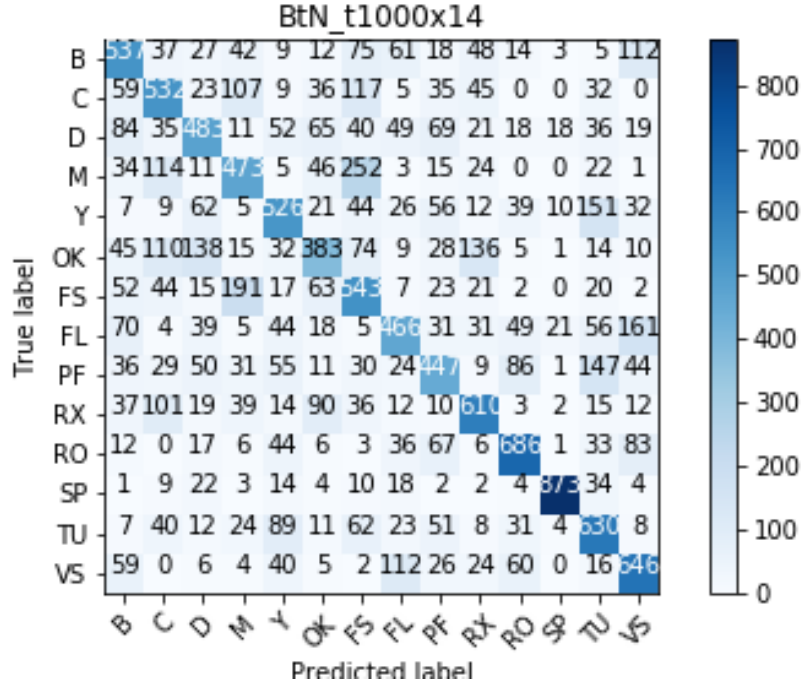 BtN_t1000x14
True label
B 537 37 27 42 9 12 75 61 18 48 14 3 5 112
C 59 532 23 107 9 36 117 5 35 45 0 0 32 0
D 84 35 483 11 52 65 40 49 69 21 18 18 36 19
M 34 114 11 473 5 46 252 3 15 24 0 0 22 1
Y 7 9 62 5 526 21 44 26 56 12 39 10 151 32
OK 45 110 138 15 32 383 74 9 28 136 5 1 14 10
FS 52 44 15 191 17 63 543 7 23 21 2 0 20 2
FL 70 4 39 5 44 18 5 466 31 31 49 21 56 161
PF 36 29 50 31 55 11 30 24 447 9 86 1 147 44
RX 37 101 19 39 14 90 36 12 10 610 3 2 15 12
RO 12 0 17 6 44 6 3 36 67 6 686 1 33 83
SP 1 9 22 3 14 4 10 18 2 2 4 873 34 4
TU 7 40 12 24 89 11 62 23 51 8 31 4 630 8
VS 59 0 6 4 40 5 2 112 26 24 60 0 16 646
B C D M Y OK FS FL PF RX RO SP TU VS
Predicted label
800
700
600
500
400
300
200
100
0